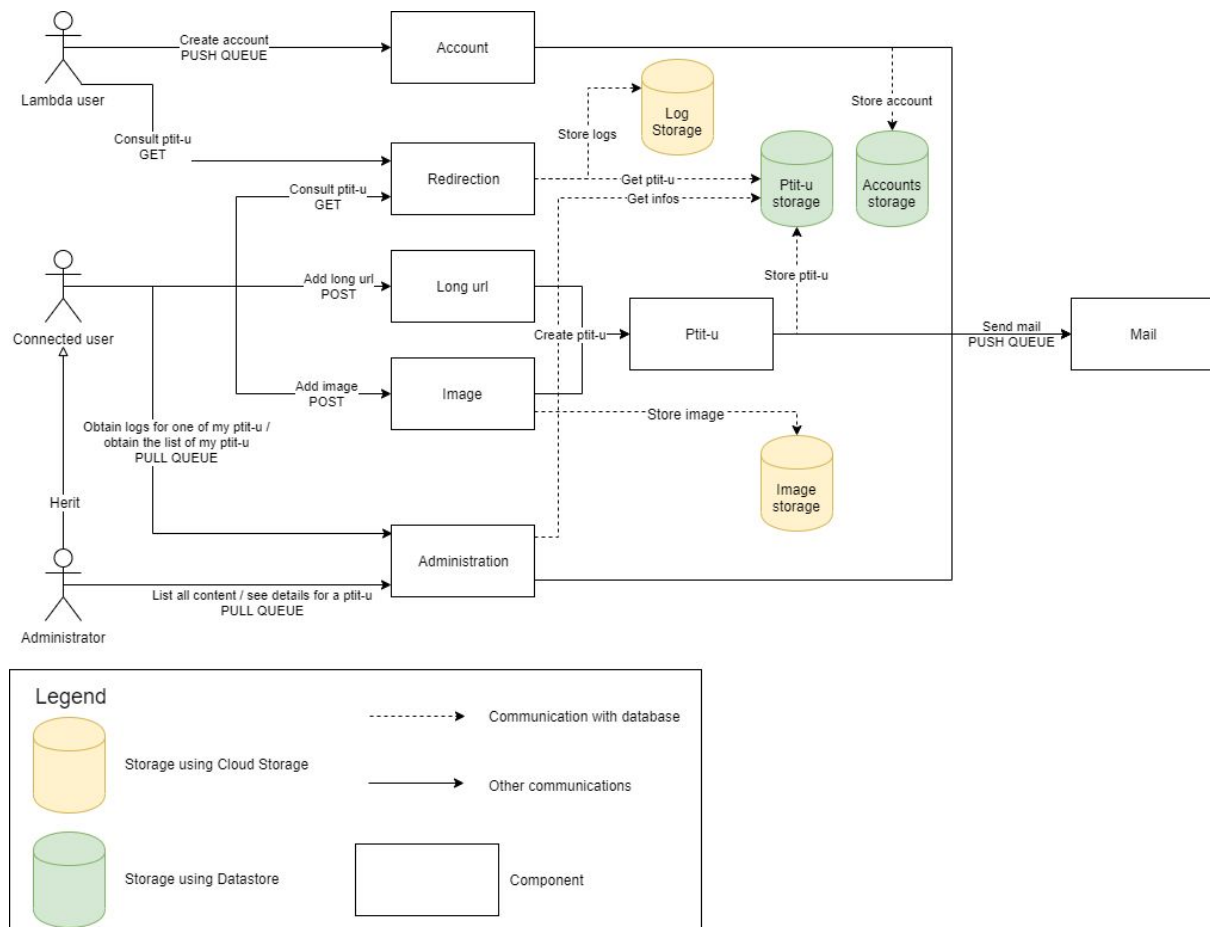 Create account
PUSH QUEUE
Account
Lambda user
Store account
Log
Storage
Store logs
Consult ptit-u
GET
Redirection
Get ptit-u
Get infos
Ptit-u
storage
Accounts
storage
Consult ptit-u
GET
Connected user
Add long url
POST
Long url
Store ptit-u
Create ptit-u
Ptit-u
Send mail
PUSH QUEUE
Mail
Add image
POST
Image
Store image
Image
storage
Obtain logs for one of my ptit-u /
obtain the list of my ptit-u
PULL QUEUE
Herit
Administration
Administrator
List all content / see details for a ptit-u
PULL QUEUE
Legend
Storage using Cloud Storage
Communication with database
Other communications
Storage using Datastore
Component